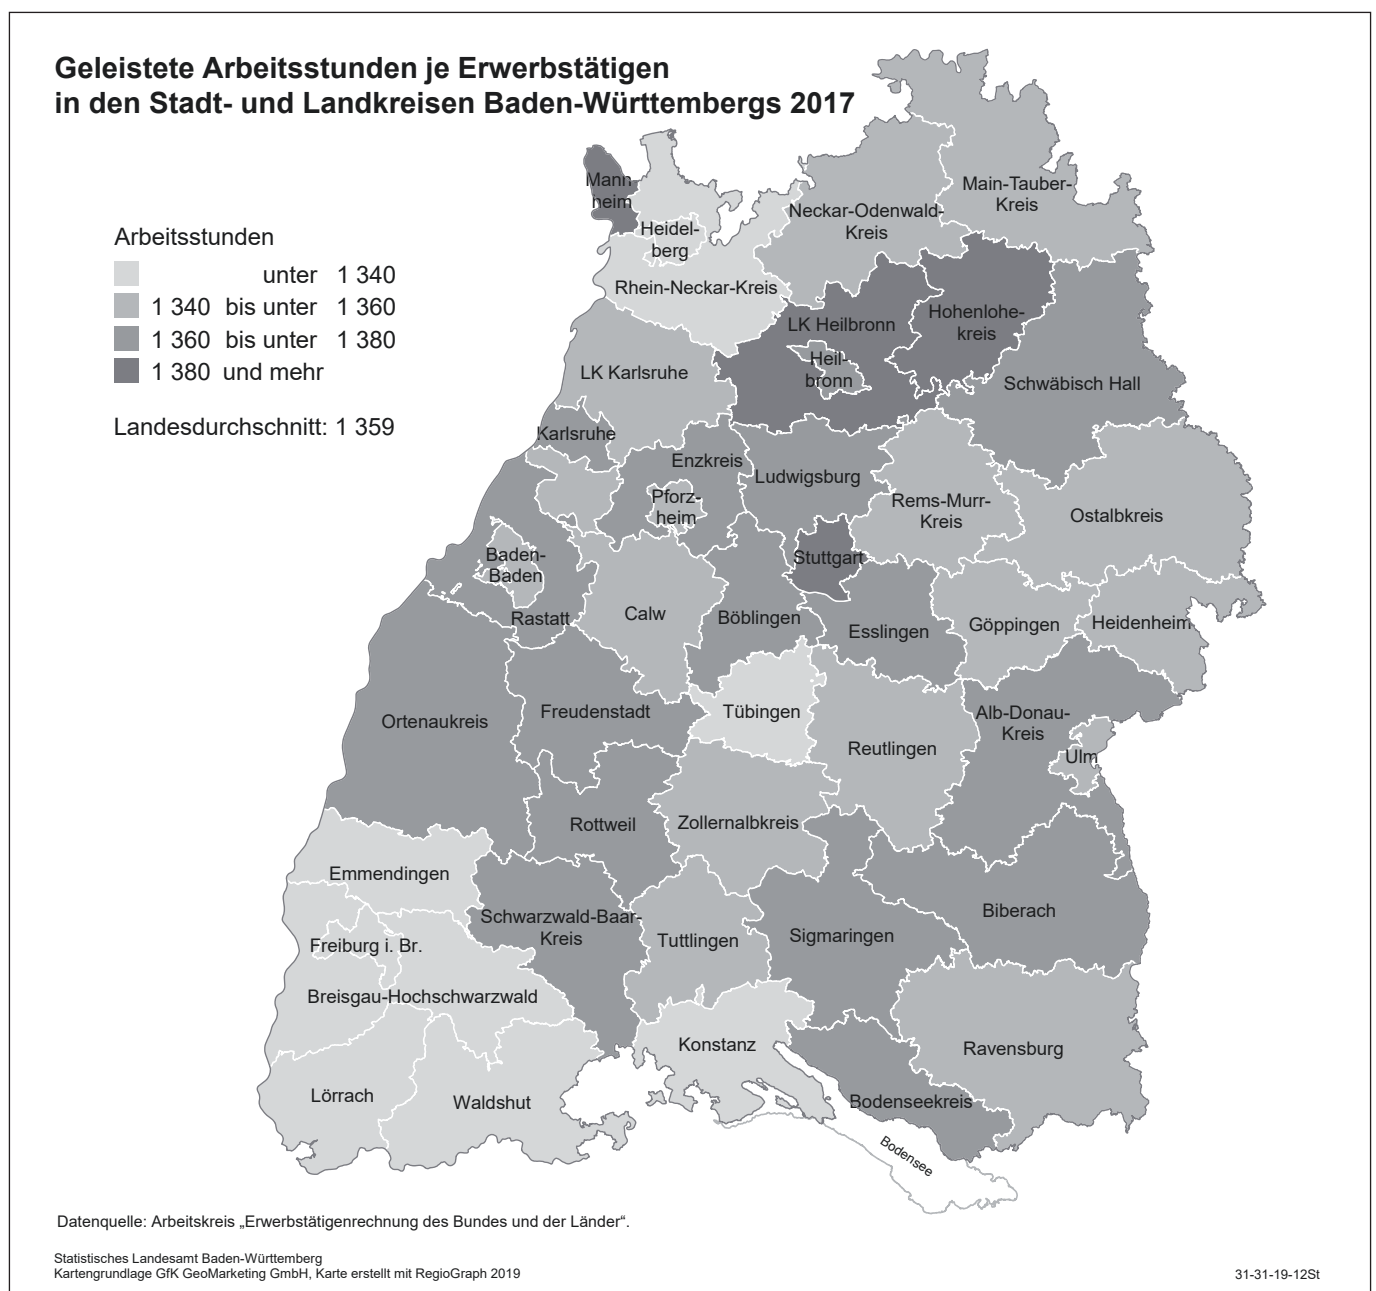 Geleistete Arbeitsstunden je Erwerbstätigen
in den Stadt- und Landkreisen Baden-Württembergs 2017
Arbeitsstunden
unter 1 340
1 340 bis unter 1 360
1 360 bis unter 1 380
1 380 und mehr
Landesdurchschnitt: 1 359
Mann
heim
Heidel-
berg
Rhein-Neckar-Kreis
Neckar-Odenwald-
Kreis
Main-Tauber-
Kreis
LK Heilbronn
Heil-
bronn
Hohenlohe-
kreis
Schwäbisch Hall
LK Karlsruhe
Karlsruhe
Enzkreis
Pforz-
heim
Ludwigsburg
Rems-Murr-
Kreis
Ostalbkreis
Baden-
Baden
Rastatt
Calw
Böblingen
Stuttgart
Esslingen
Göppingen
Heidenheim
Ortenaukreis
Freudenstadt
Tübingen
Reutlingen
Alb-Donau-
Kreis
Ulm
Rottweil
Zollernalbkreis
Emmendingen
Schwarzwald-Baar-
Kreis
Tuttlingen
Sigmaringen
Biberach
Freiburg i. Br.
Breisgau-Hochschwarzwald
Konstanz
Ravensburg
Lörrach
Waldshut
Bodenseekreis
Bodensee
Datenquelle: Arbeitskreis „Erwerbstätigenrechnung des Bundes und der Länder“.
Statistisches Landesamt Baden-Württemberg
Kartengrundlage GfK GeoMarketing GmbH, Karte erstellt mit RegioGraph 2019
31-31-19-12St